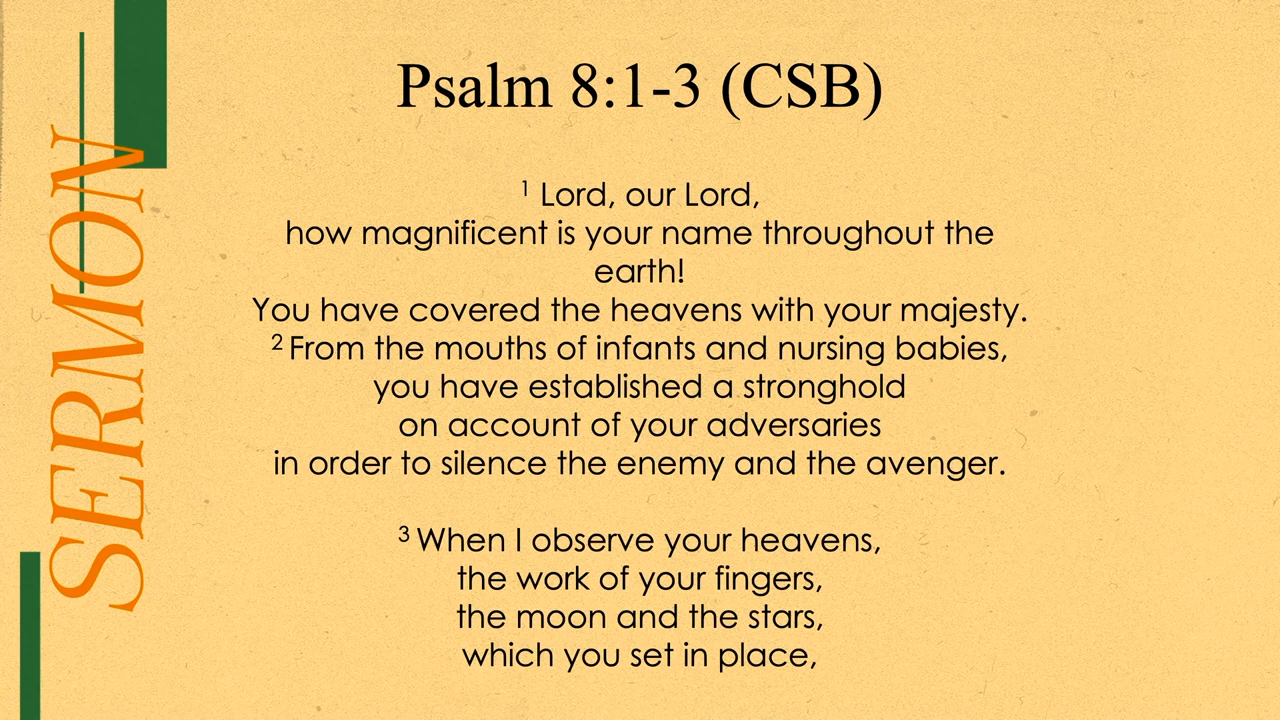 SERMON
Psalm 8:1-3 (CSB)
1 Lord, our Lord,
how magnificent is your name throughout the
earth!
You have covered the heavens with your majesty.
2 From the mouths of infants and nursing babies,
you have established a stronghold
on account of your adversaries
in order to silence the enemy and the avenger.
3 When I observe your heavens,
the work of your fingers,
the moon and the stars,
which you set in place,